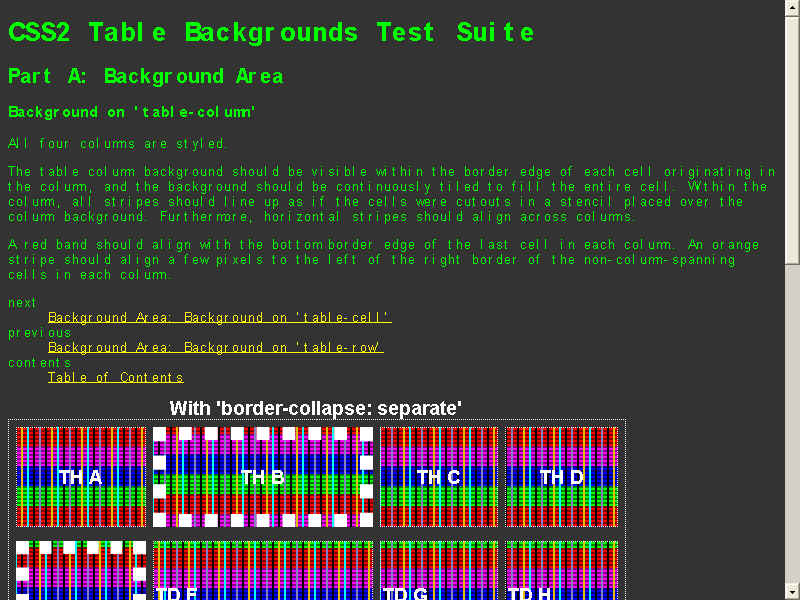 CSS2 Table Backgrounds Test Suite
Part A: Background Area
Background on 'table-column'
All four colums are styled.
The table column background should be visible within the border edge of each cell originating in
the column, and the background should be continuously tiled to fill the entire cell. Within the
column, all stripes should line up as if the cells were cutouts in a stencil placed over the
column background. Furthermore, horizontal stripes should align across colums.
A red band should align with the bottom border edge of the last cell in each column. An orange
stripe should align a few pixels to the left of the right border of the non-column-spanning
cells in each column.
next
Background Area: Background on 'table-cell'
previous
Background Area: Background on 'table-row'
contents
Table of Contents
With 'border-collapse: separate'
TH A TH B TH C TH D
TD F TD G TD H